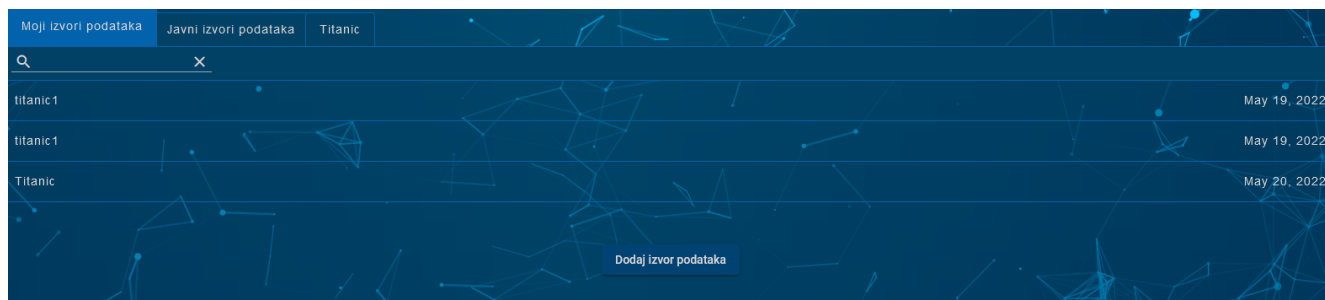 Moji izvori podataka Javni izvori podataka Titanic
titanic1 May 19, 2022
titanic1 May 19, 2022
Titanic May 20, 2022
Dodaj izvor podataka